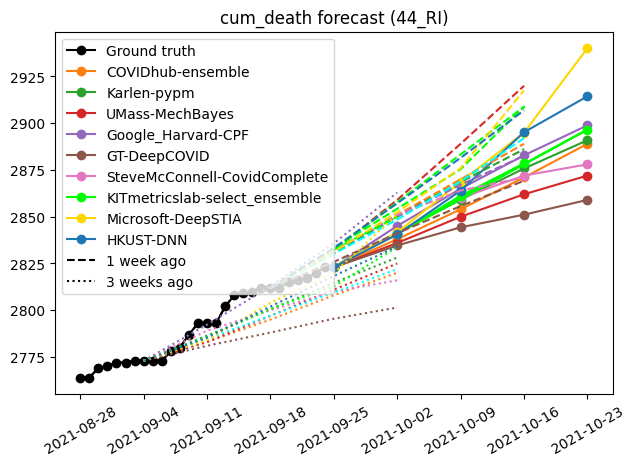 cum_death forecast (44_RI)
Ground truth
COVIDhub-ensemble
Karlen-pypm
UMass-MechBayes
Google_Harvard-CPF
GT-DeepCOVID
SteveMcConnell-CovidComplete
KITmetricslab-select_ensemble
Microsoft-DeepSTIA
HKUST-DNN
1 week ago
3 weeks ago
2925
2900
2875
2850
2825
2800
2775
2021-08-28
2021-09-04
2021-09-11
2021-09-18
2021-09-25
2021-10-02
2021-10-09
2021-10-16
2021-10-23